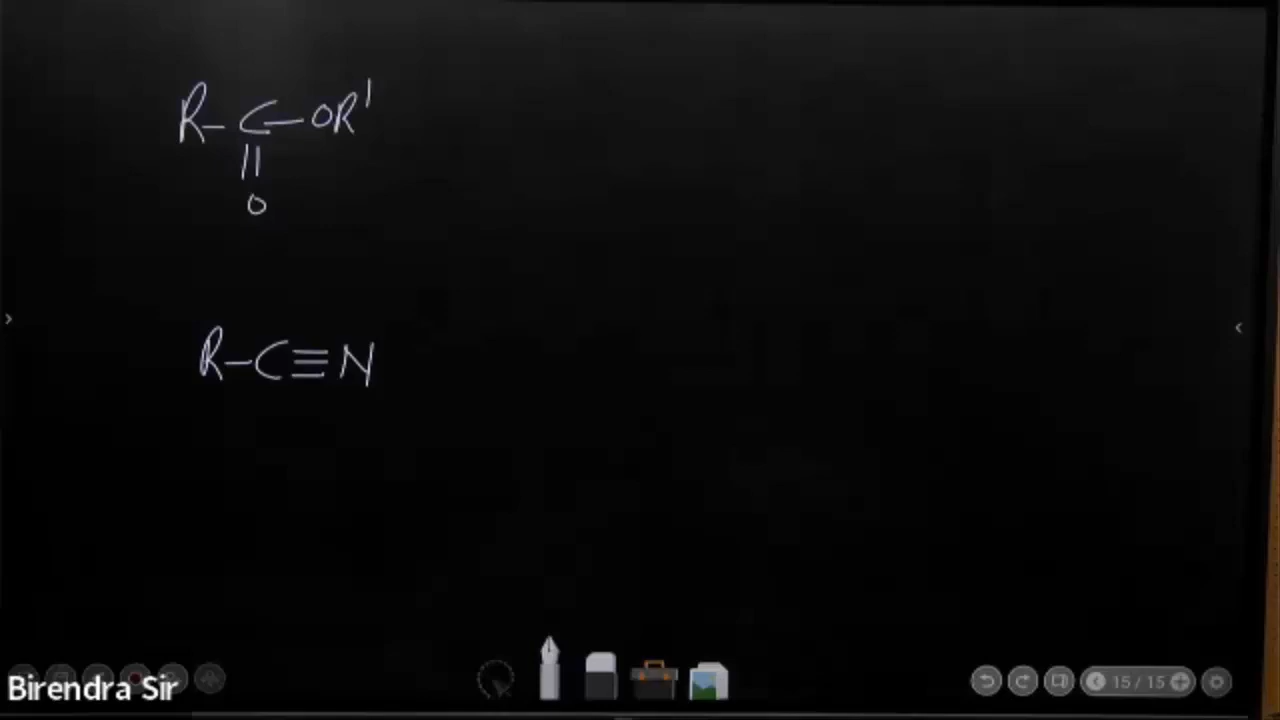 R-C-OR'
||
O
R-C≡N
Birendra Sir
15 / 15